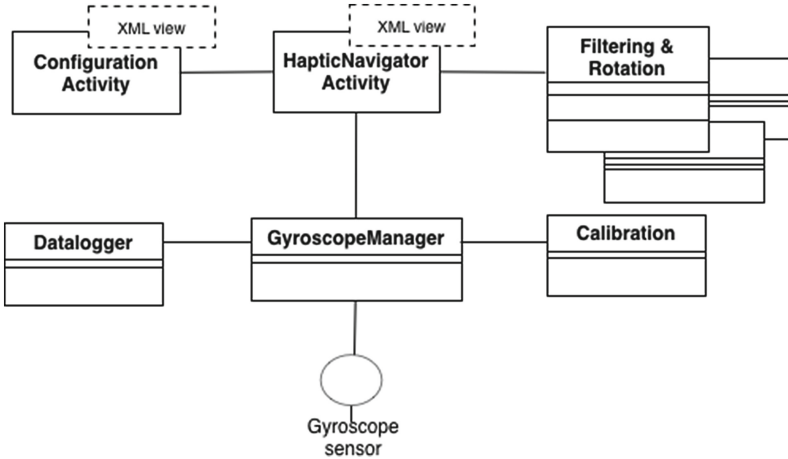 XML view
XML view
Configuration
Activity
HapticNavigator
Activity
Filtering &
Rotation
Datalogger
GyroscopeManager
Calibration
Gyroscope
sensor